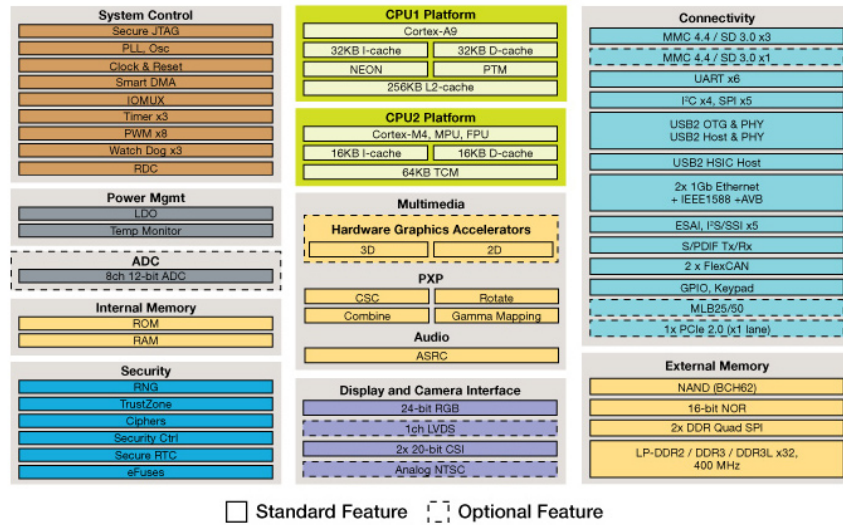 System Control
Secure JTAG
PLL, Osc
Clock & Reset
Smart DMA
IOMUX
Timer x3
PWM x8
Watch Dog x3
RDC
Power Mgmt
LDO
Temp Monitor
ADC
8ch 12-bit ADC
Internal Memory
ROM
RAM
Security
RNG
TrustZone
Ciphers
Security Ctrl
Secure RTC
eFuses
CPU1 Platform
Cortex-A9
32KB I-cache
32KB D-cache
NEON
PTM
256KB L2-cache
CPU2 Platform
Cortex-M4, MPU, FPU
16KB I-cache
16KB D-cache
64KB TCM
Multimedia
Hardware Graphics Accelerators
3D
2D
PXP
CSC
Rotate
Combine
Gamma Mapping
Audio
ASRC
Display and Camera Interface
24-bit RGB
1ch LVDS
2x 20-bit CSI
Analog NTSC
Connectivity
MMC 4.4 / SD 3.0 x3
MMC 4.4 / SD 3.0 x1
UART x6
I²C x4, SPI x5
USB2 OTG & PHY
USB2 Host & PHY
USB2 HSIC Host
2x 1Gb Ethernet
+ IEEE1588 +AVB
ESAI, I²S/SSI x5
S/PDIF Tx/Rx
2 x FlexCAN
GPIO, Keypad
MLB25/50
1x PCIe 2.0 (x1 lane)
External Memory
NAND (BCH62)
16-bit NOR
2x DDR Quad SPI
LP-DDR2 / DDR3 / DDR3L x32,
400 MHz
Standard Feature
Optional Feature